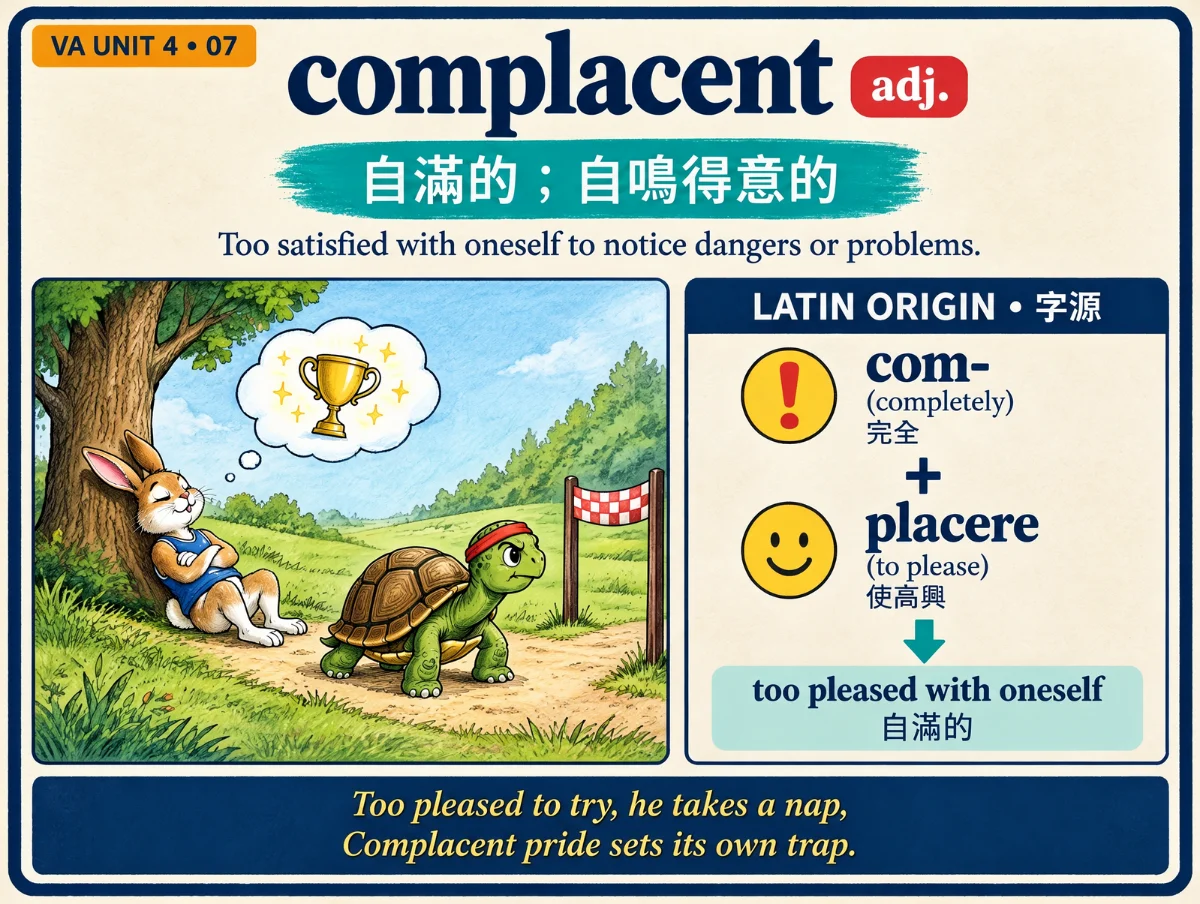 VA UNIT 4 • 07
complacent adj.
自滿的；自鳴得意的
Too satisfied with oneself to notice dangers or problems.
LATIN ORIGIN • 字源
!
com-
(completely)
完全
+
placere
(to please)
使高興
too pleased with oneself
自滿的
Too pleased to try, he takes a nap,
Complacent pride sets its own trap.